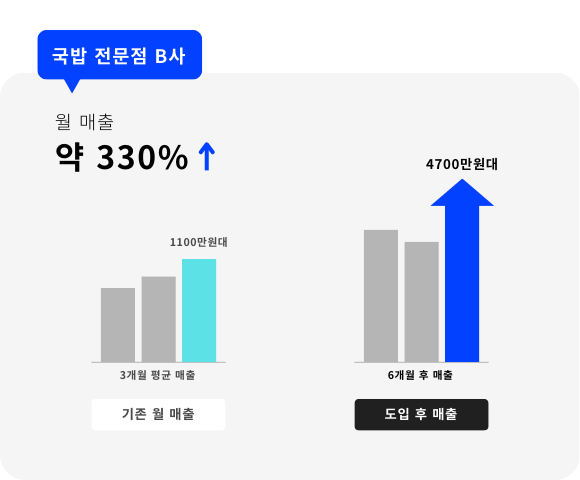 국밥 전문점 B사
월 매출
약 330% ↑
4700만원대
1100만원대
3개월 평균 매출
6개월 후 매출
기존 월 매출
도입 후 매출